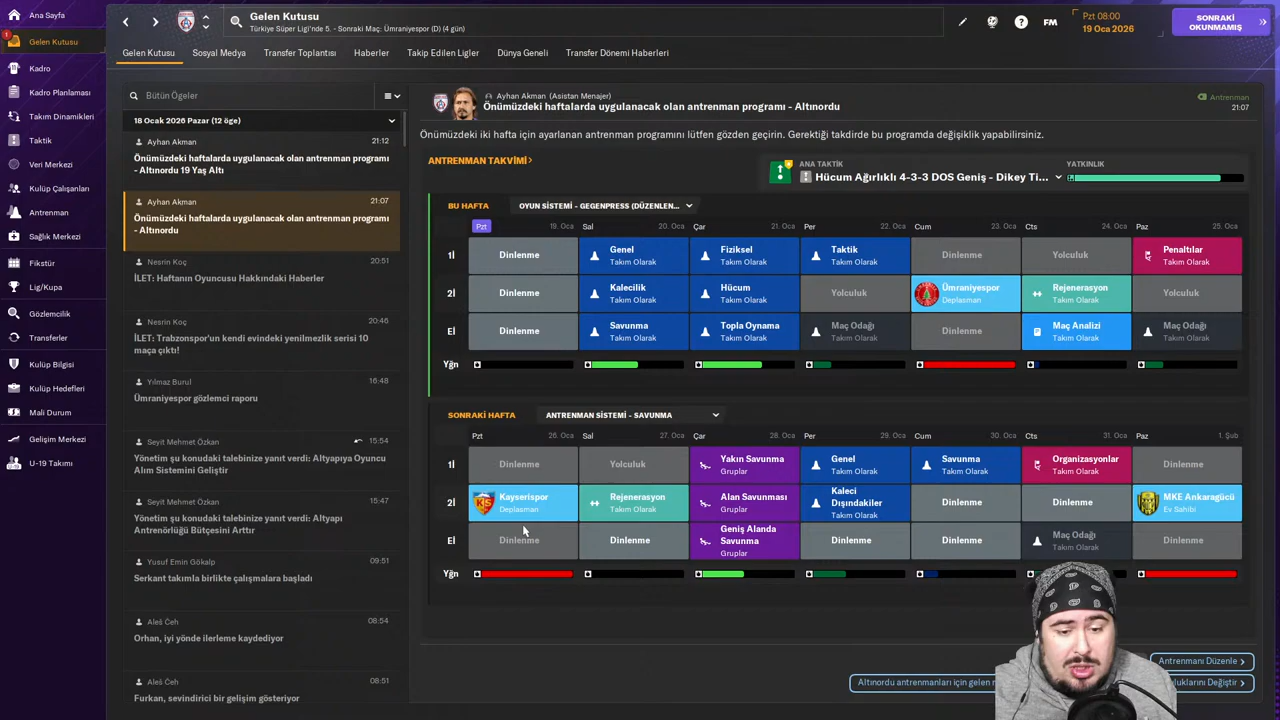 Ana Sayfa
1
Gelen Kutusu
Kadro
Kadro Planlaması
Takım Dinamikleri
Taktik
Veri Merkezi
Kulüp Çalışanları
Antrenman
Sağlık Merkezi
Fikstür
Lig/Kupa
Gözlemcilik
Transferler
Kulüp Bilgisi
Kulüp Hedefleri
Mali Durum
Gelişim Merkezi
U-19 Takımı
Gelen Kutusu
Türkiye Süper Ligi'nde 5. - Sonraki Maç: Ümraniyespor (D) (4 gün)
FM
Pzt 08:00
19 Oca 2026
SONRAKİ
OKUNMAMIŞ
Gelen Kutusu
Sosyal Medya
Transfer Toplantısı
Haberler
Takip Edilen Ligler
Dünya Geneli
Transfer Dönemi Haberleri
Bütün Ögeler
18 Ocak 2026 Pazar (12 öge)
Ayhan Akman
21:12
Önümüzdeki haftalarda uygulanacak olan antrenman programı
- Altınordu 19 Yaş Altı
Ayhan Akman
21:07
Önümüzdeki haftalarda uygulanacak olan antrenman programı
- Altınordu
Nesrin Koç
20:51
İLET: Haftanın Oyuncusu Hakkındaki Haberler
Nesrin Koç
20:46
İLET: Trabzonspor'un kendi evindeki yenilmezlik serisi 10
maça çıktı!
Yılmaz Burul
16:48
Ümraniyespor gözlemci raporu
Seyit Mehmet Özkan
15:54
Yönetim şu konudaki talebinize yanıt verdi: Altyapıya Oyuncu
Alım Sistemini Geliştir
Seyit Mehmet Özkan
15:47
Yönetim şu konudaki talebinize yanıt verdi: Altyapı
Antrenörlüğü Bütçesini Arttır
Yusuf Emin Gökalp
09:51
Serkant takımla birlikte çalışmalara başladı
Aleš Čeh
08:54
Orhan, iyi yönde ilerleme kaydediyor
Aleš Čeh
08:51
Furkan, sevindirici bir gelişim gösteriyor
Ayhan Akman (Asistan Menajer)
Önümüzdeki haftalarda uygulanacak olan antrenman programı - Altınordu
Antrenman
21:07
Önümüzdeki iki hafta için ayarlanan antrenman programını lütfen gözden geçirin. Gerektiği takdirde bu programda değişiklik yapabilirsiniz.
ANTRENMAN TAKVİMİ
ANA TAKTİK
Hücum Ağırlıklı 4-3-3 DOS Geniş - Dikey Ti...
YATKINLIK
BU HAFTA
OYUN SİSTEMİ - GEGENPRESS (DÜZENLEN...
Pzt
19. Oca
Sal
20. Oca
Çar
21. Oca
Per
22. Oca
Cum
23. Oca
Cts
24. Oca
Paz
25. Oca
1İ
Dinlenme
Genel
Takım Olarak
Fiziksel
Takım Olarak
Taktik
Takım Olarak
Dinlenme
Yolculuk
Penaltılar
Takım Olarak
2İ
Dinlenme
Kalecilik
Takım Olarak
Hücum
Takım Olarak
Yolculuk
Ümraniyespor
Deplasman
Rejenerasyon
Takım Olarak
Yolculuk
Eİ
Dinlenme
Savunma
Takım Olarak
Topla Oynama
Takım Olarak
Maç Odağı
Takım Olarak
Dinlenme
Maç Analizi
Takım Olarak
Maç Odağı
Takım Olarak
Yğn
SONRAKİ HAFTA
ANTRENMAN SİSTEMİ - SAVUNMA
Pzt
26. Oca
Sal
27. Oca
Çar
28. Oca
Per
29. Oca
Cum
30. Oca
Cts
31. Oca
Paz
1. Şub
1İ
Dinlenme
Yolculuk
Yakın Savunma
Gruplar
Genel
Takım Olarak
Savunma
Takım Olarak
Organizasyonlar
Takım Olarak
Dinlenme
2İ
Kayserispor
Deplasman
Rejenerasyon
Takım Olarak
Alan Savunması
Gruplar
Kaleci
Dışındakiler
Takım Olarak
Dinlenme
Dinlenme
MKE Ankaragücü
Ev Sahibi
Eİ
Dinlenme
Dinlenme
Geniş Alanda
Savunma
Gruplar
Dinlenme
Dinlenme
Maç Odağı
Takım Olarak
Dinlenme
Yğn
Antrenmanı Düzenle
Altınordu antrenmanları için gelen
Değiştir